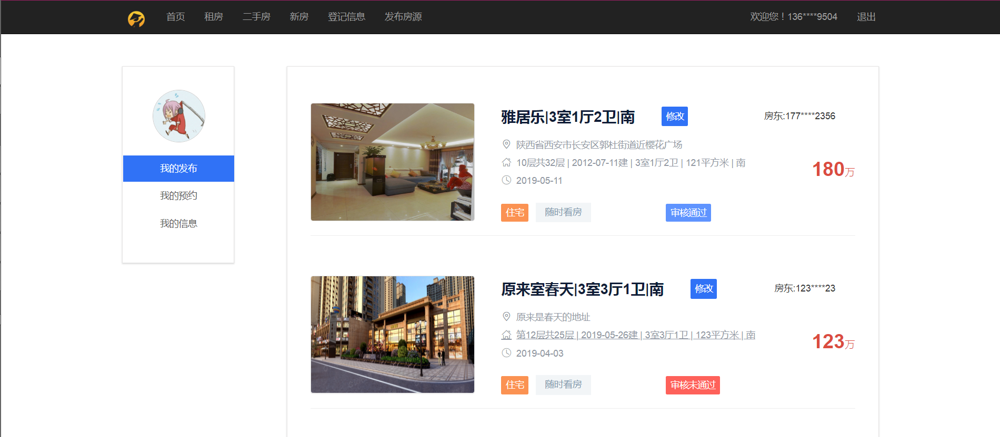 首页 租房 二手房 新房 登记信息 发布房源 欢迎您！136****9504 退出
我的发布
我的预约
我的信息
雅居乐|3室1厅2卫|南 修改 房东:177****2356
陕西省西安市长安区郭杜街道近樱花广场
10层共32层 | 2012-07-11建 | 3室1厅2卫 | 121平方米 | 南
180万
2019-05-11
住宅 随时看房 审核通过
原来室春天|3室3厅1卫|南 修改 房东:123****23
原来是春天的地址
第12层共25层 | 2019-05-26建 | 3室3厅1卫 | 123平方米 | 南
123万
2019-04-03
住宅 随时看房 审核未通过